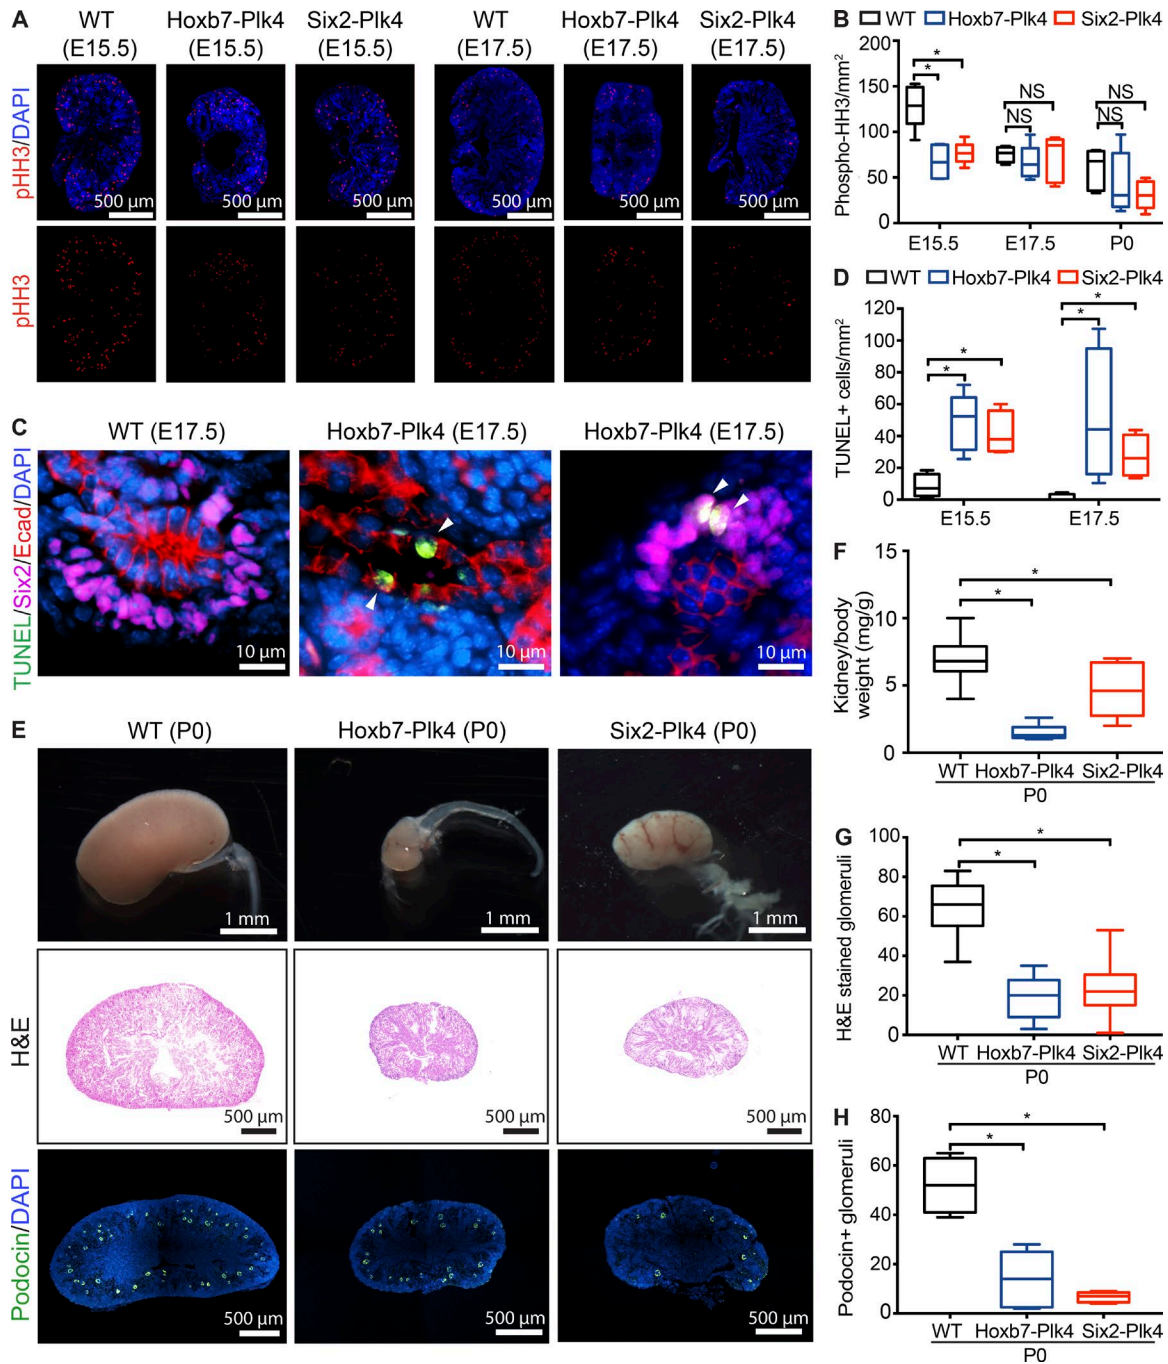 A
WT
(E15.5)
Hoxb7-Plk4
(E15.5)
Six2-Plk4
(E15.5)
WT
(E17.5)
Hoxb7-Plk4
(E17.5)
Six2-Plk4
(E17.5)
pHH3/DAPI
500 µm
500 µm
500 µm
500 µm
500 µm
500 µm
pHH3
B
WT Hoxb7-Plk4 Six2-Plk4
Phospho-HH3/mm²
200
150
100
50
0
* *
NS
NS
NS
NS
E15.5 E17.5 P0
C
WT (E17.5)
Hoxb7-Plk4 (E17.5)
Hoxb7-Plk4 (E17.5)
TUNEL/Six2/Ecad/DAPI
10 µm
10 µm
10 µm
D
WT Hoxb7-Plk4 Six2-Plk4
TUNEL+ cells/mm²
120
100
80
60
40
20
0
* *
* *
E15.5 E17.5
E
WT (P0)
Hoxb7-Plk4 (P0)
Six2-Plk4 (P0)
1 mm
1 mm
1 mm
H&E
500 µm
500 µm
500 µm
Podocin/DAPI
500 µm
500 µm
500 µm
F
Kidney/body
weight (mg/g)
15
10
5
0
*
*
WT Hoxb7-Plk4 Six2-Plk4
P0
G
H&E stained glomeruli
100
80
60
40
20
0
*
*
WT Hoxb7-Plk4 Six2-Plk4
P0
H
Podocin+ glomeruli
80
60
40
20
0
*
*
WT Hoxb7-Plk4 Six2-Plk4
P0